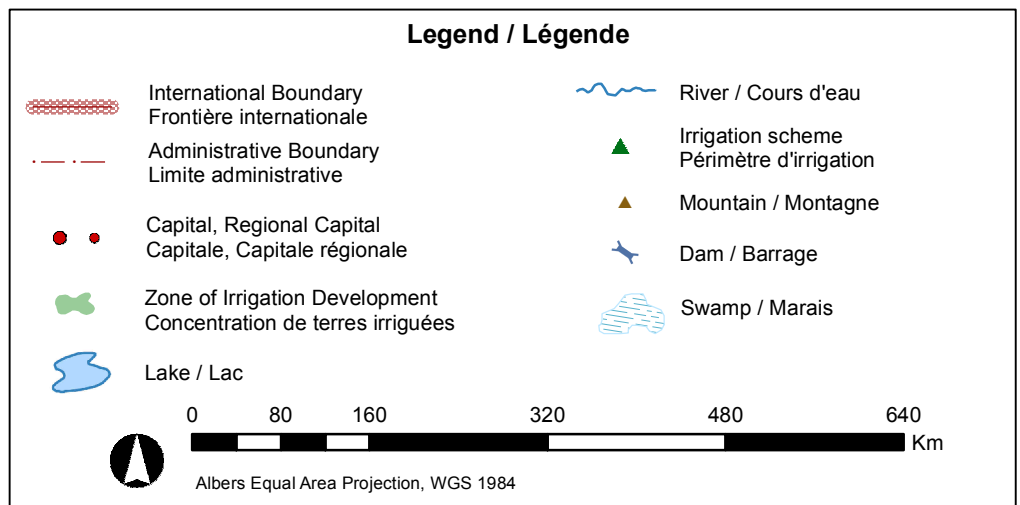 Legend / Légende
International Boundary
Frontière internationale
Administrative Boundary
Limite administrative
Capital, Regional Capital
Capitale, Capitale régionale
Zone of Irrigation Development
Concentration de terres irriguées
Lake / Lac
River / Cours d'eau
Irrigation scheme
Périmètre d'irrigation
Mountain / Montagne
Dam / Barrage
Swamp / Marais
0 80 160 320 480 640
Km
Albers Equal Area Projection, WGS 1984